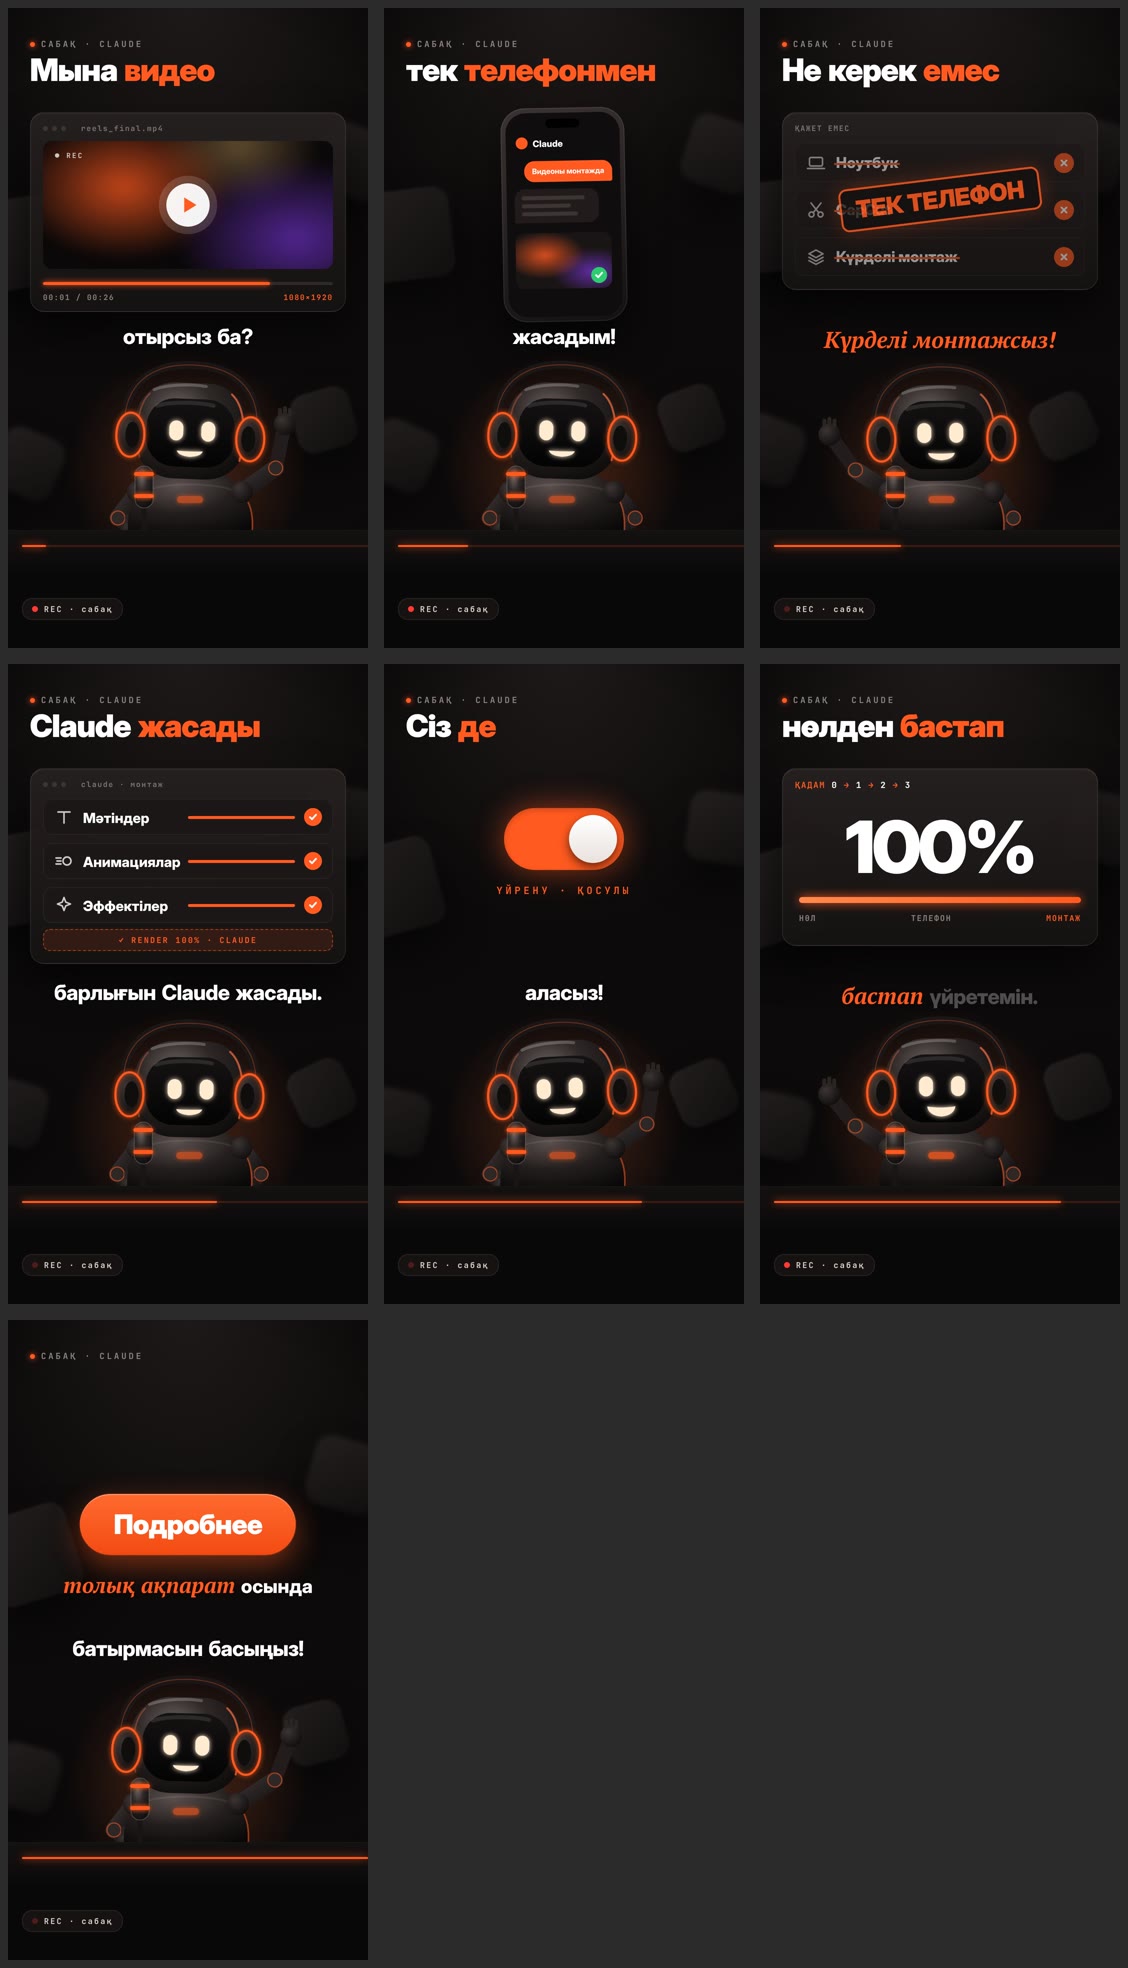 САБАҚ · CLAUDE
Мына видео
reels_final.mp4
REC
00:01 / 00:26
1080×1920
отырсыз ба?
REC · сабақ
САБАҚ · CLAUDE
тек телефонмен
Claude
Видеоны монтажда
жасадым!
REC · сабақ
САБАҚ · CLAUDE
Не керек емес
ҚАЖЕТ ЕМЕС
Ноутбук
ТЕК ТЕЛЕФОН
Күрделі монтаж
Күрделі монтажсыз!
REC · сабақ
САБАҚ · CLAUDE
Claude жасады
claude · монтаж
Мәтіндер
Анимациялар
Эффектілер
✓ RENDER 100% · CLAUDE
барлығын Claude жасады.
REC · сабақ
САБАҚ · CLAUDE
Сіз де
ҮЙРЕНУ · ҚОСУЛЫ
аласыз!
REC · сабақ
САБАҚ · CLAUDE
нөлден бастап
ҚАДАМ 0 → 1 → 2 → 3
100%
НӨЛ
ТЕЛЕФОН
МОНТАЖ
бастап үйретемін.
REC · сабақ
САБАҚ · CLAUDE
Подробнее
толық ақпарат осында
батырмасын басыңыз!
REC · сабақ